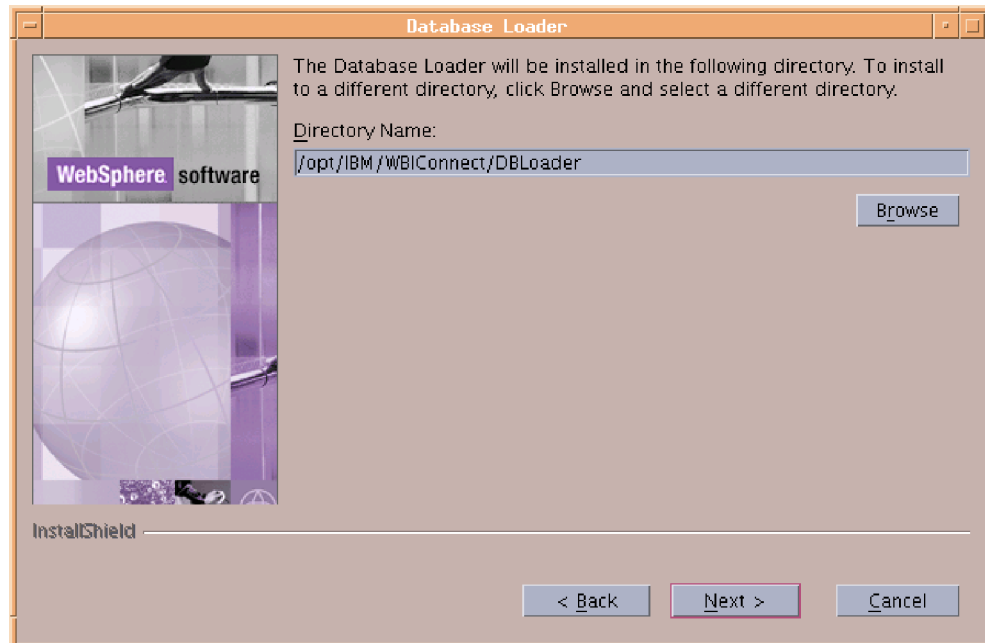 Database Loader
The Database Loader will be installed in the following directory. To install
to a different directory, click Browse and select a different directory.
Directory Name:
/opt/IBM/WBIConnect/DBLoader
WebSphere software
Browse
InstallShield
< Back
Next >
Cancel